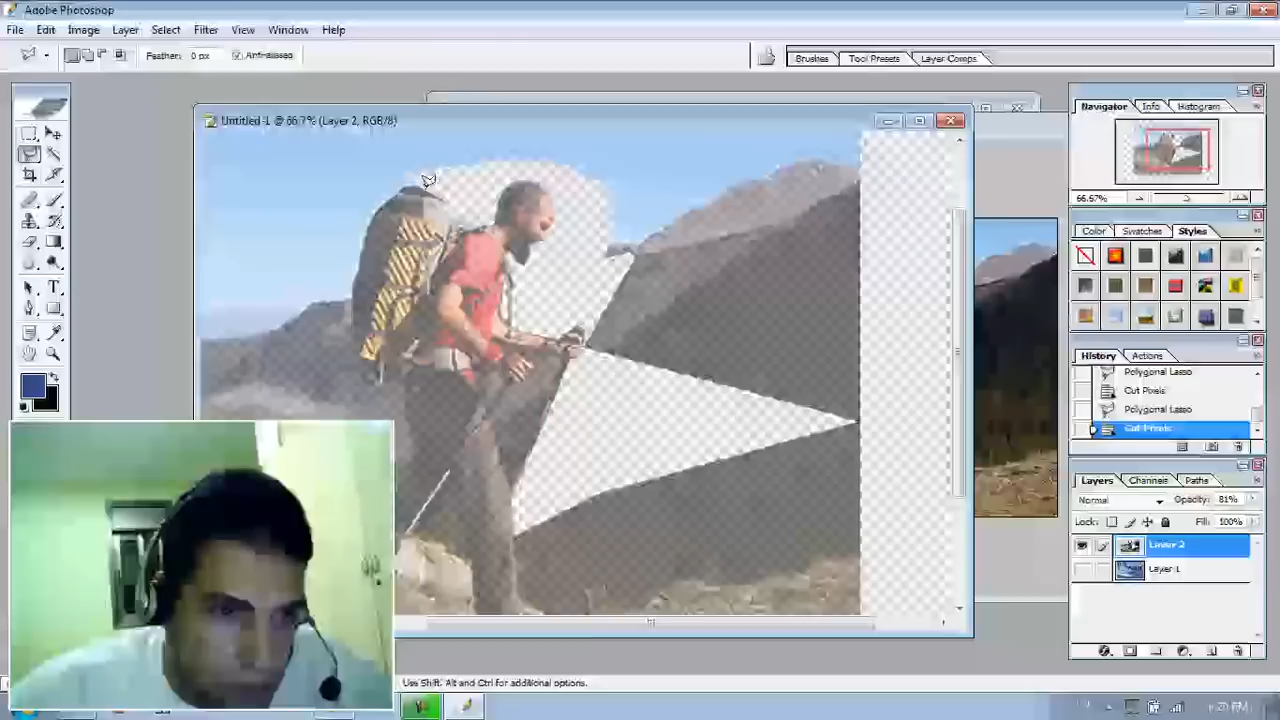 Adobe Photoshop
File Edit Image Layer Select Filter View Window Help
Feather: 0 px Anti-aliased
Brushes Tool Presets Layer Comps
Untitled-1 @ 66.7% (Layer 2, RGB/8)
Navigator Info Histogram
66.67%
Color Swatches Styles
History Actions
Polygonal Lasso
Cut Pixels
Polygonal Lasso
Cut Pixels
Layers Channels Paths
Normal Opacity: 81%
Lock: Fill: 100%
Layer 2
Layer 1
Use Shift, Alt and Ctrl for additional options.